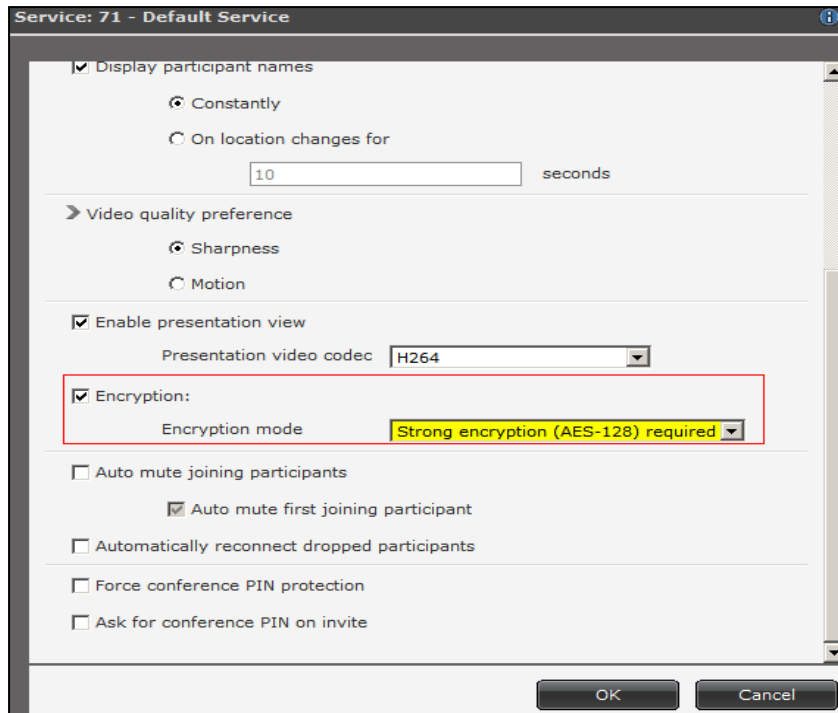 Service: 71 - Default Service
Display participant names
Constantly
On location changes for
10 seconds
Video quality preference
Sharpness
Motion
Enable presentation view
Presentation video codec H264
Encryption:
Encryption mode Strong encryption (AES-128) required
Auto mute joining participants
Auto mute first joining participant
Automatically reconnect dropped participants
Force conference PIN protection
Ask for conference PIN on invite
OK Cancel